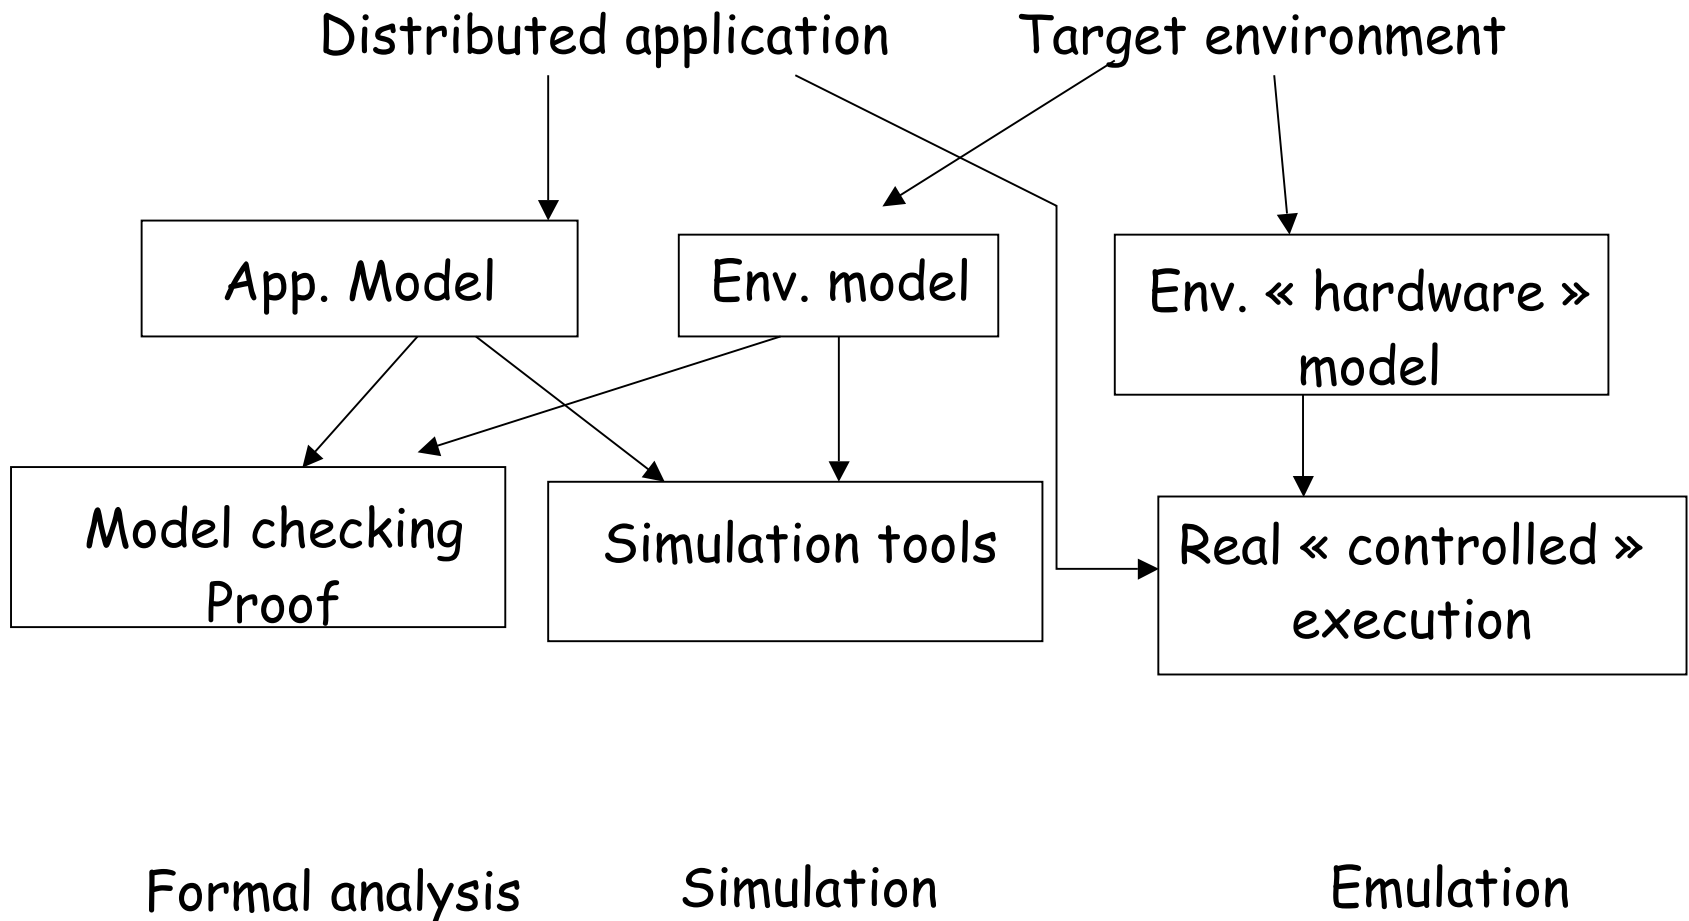 Distributed application
Target environment
App. Model
Env. model
Env. « hardware »
model
Model checking
Proof
Simulation tools
Real « controlled »
execution
Formal analysis
Simulation
Emulation